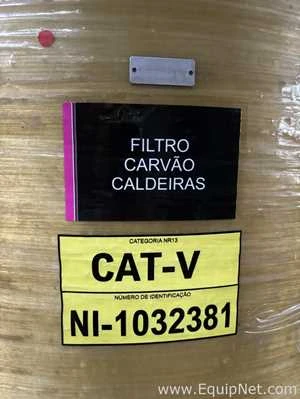 FILTRO
CARVÃO
CALDEIRAS
CATEGORIA NR13
CAT-V
NÚMERO DE IDENTIFICAÇÃO
NI-1032381
www.EquipNet.com